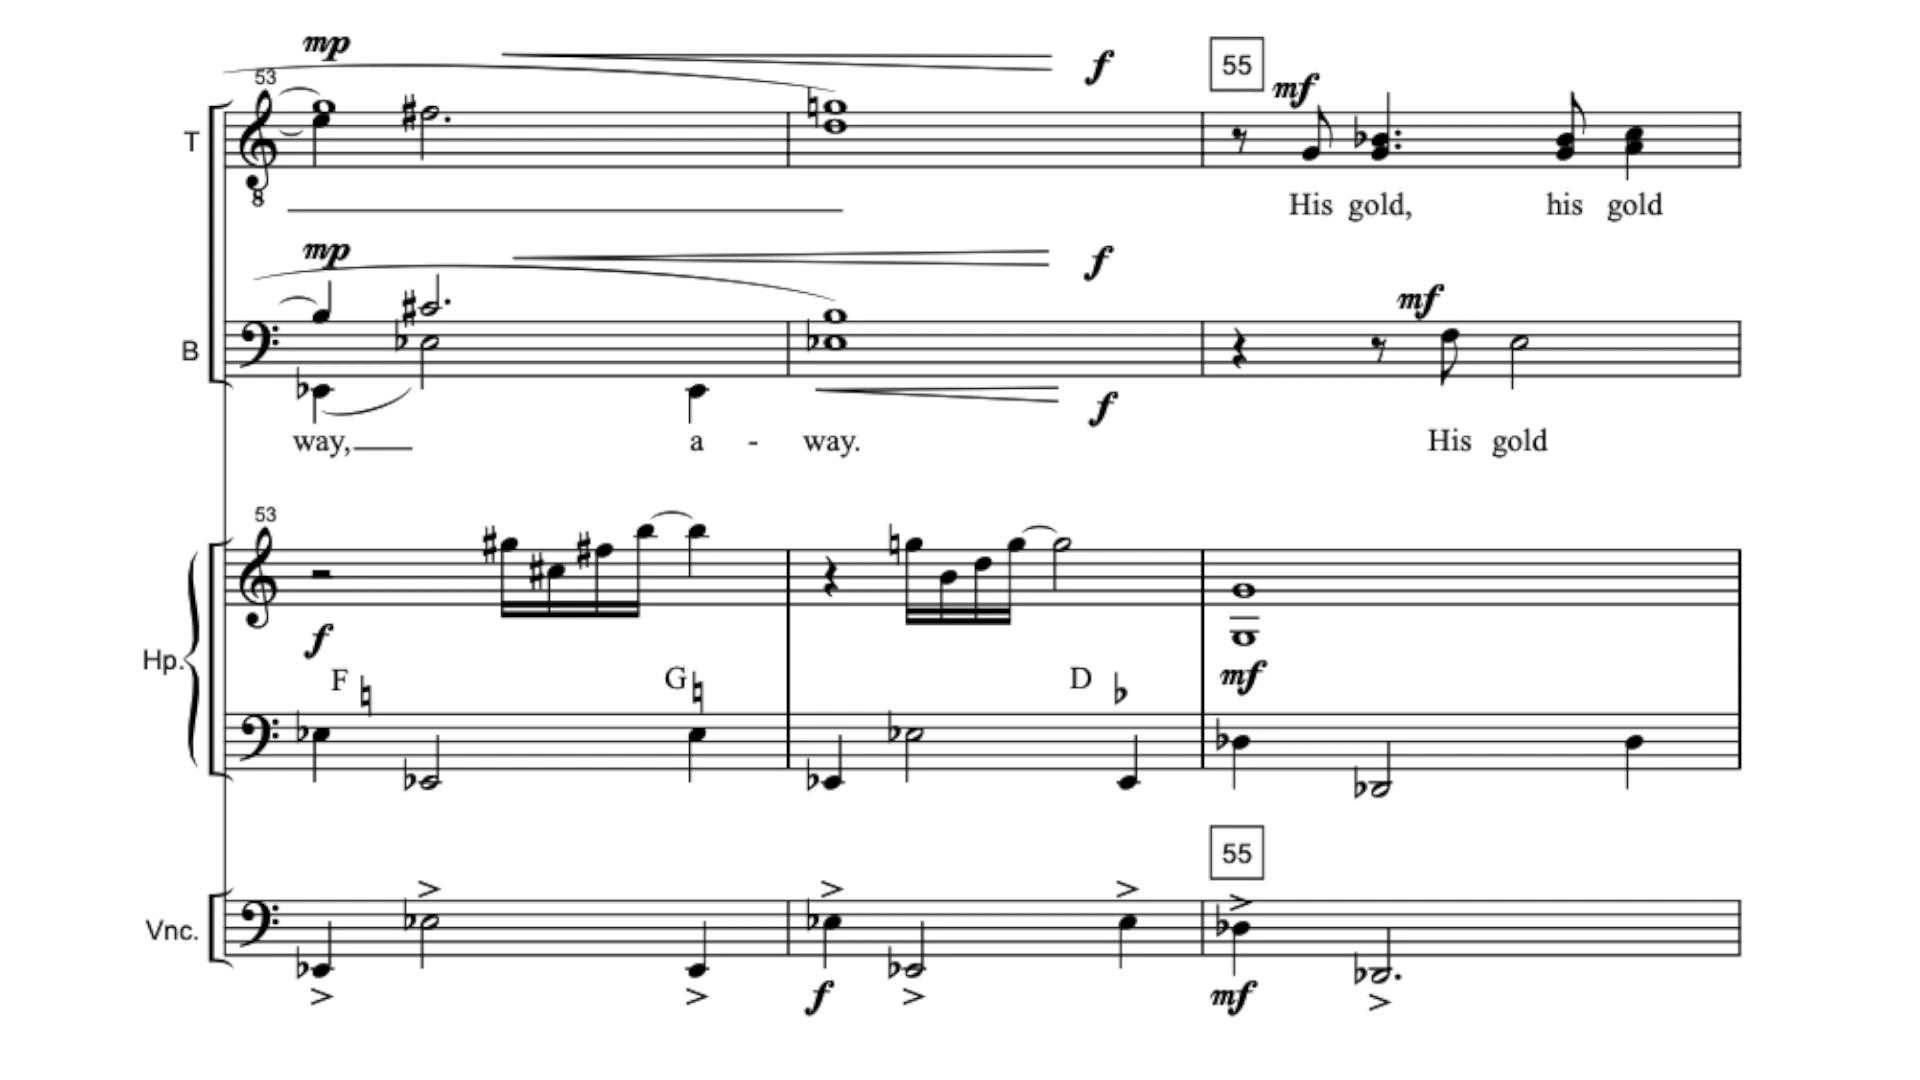 mp f
53 55 mf
T
8
His gold, his gold
mp f
mf
B
f
way, a - way.
His gold
53
f
Hp.
F G D mf
55
Vnc.
f mf